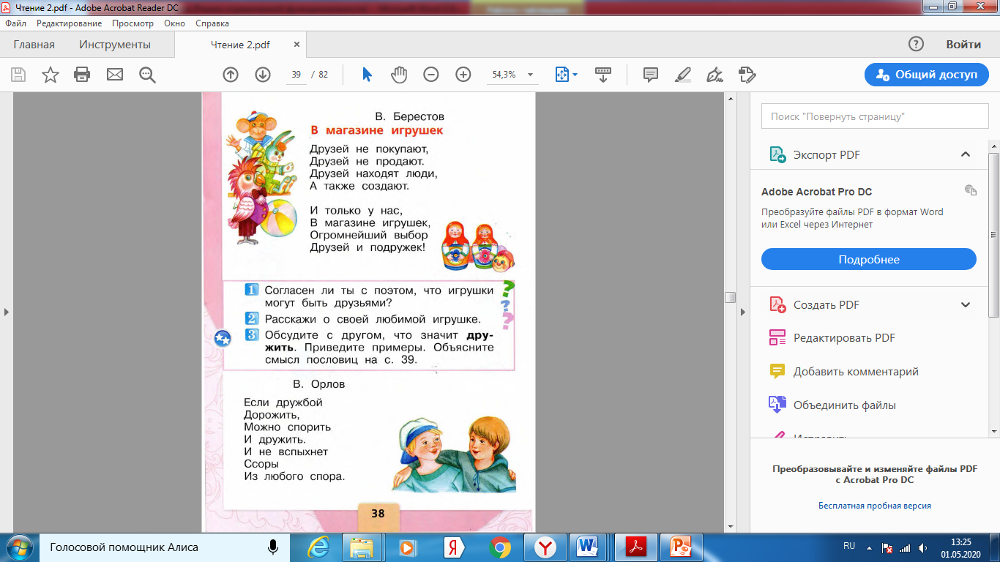 Чтение 2.pdf - Adobe Acrobat Reader DC
Файл Редактирование Просмотр Окно Справка
Главная Инструменты Чтение 2.pdf × ? Войти
39 / 82 54,3% Общий доступ
В. Берестов
В магазине игрушек
Друзей не покупают,
Друзей не продают.
Друзей находят люди,
А также создают.
И только у нас,
В магазине игрушек,
Огромнейший выбор
Друзей и подружек!
1 Согласен ли ты с поэтом, что игрушки
могут быть друзьями?
2 Расскажи о своей любимой игрушке.
3 Обсудите с другом, что значит дру-
жить. Приведите примеры. Объясните
смысл пословиц на с. 39.
? ? ?
В. Орлов
Если дружбой
Дорожить,
Можно спорить
И дружить.
И не вспыхнет
Ссоры
Из любого спора.
38
Поиск "Повернуть страницу"
Экспорт PDF
Adobe Acrobat Pro DC
Преобразуйте файлы PDF в формат Word
или Excel через Интернет
Подробнее
Создать PDF
Редактировать PDF
Добавить комментарий
Объединить файлы
Преобразовывайте и изменяйте файлы PDF
с Acrobat Pro DC
Бесплатная пробная версия
Голосовой помощник Алиса
RU
13:25
01.05.2020